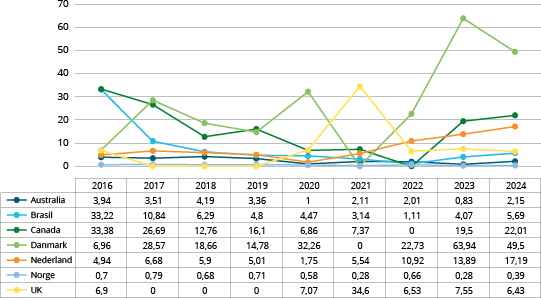 70
60
50
40
30
20
10
0
2016 2017 2018 2019 2020 2021 2022 2023 2024
Australia 3,94 3,51 4,19 3,36 1 2,11 2,01 0,83 2,15
Brasil 33,22 10,84 6,29 4,8 4,47 3,14 1,11 4,07 5,69
Canada 33,38 26,69 12,76 16,1 6,86 7,37 0 19,5 22,01
Danmark 6,96 28,57 18,66 14,78 32,26 0 22,73 63,94 49,5
Nederland 4,94 6,68 5,9 5,01 1,75 5,54 10,92 13,89 17,19
Norge 0,7 0,79 0,68 0,71 0,58 0,28 0,66 0,28 0,39
UK 6,9 0 0 0 7,07 34,6 6,53 7,55 6,43